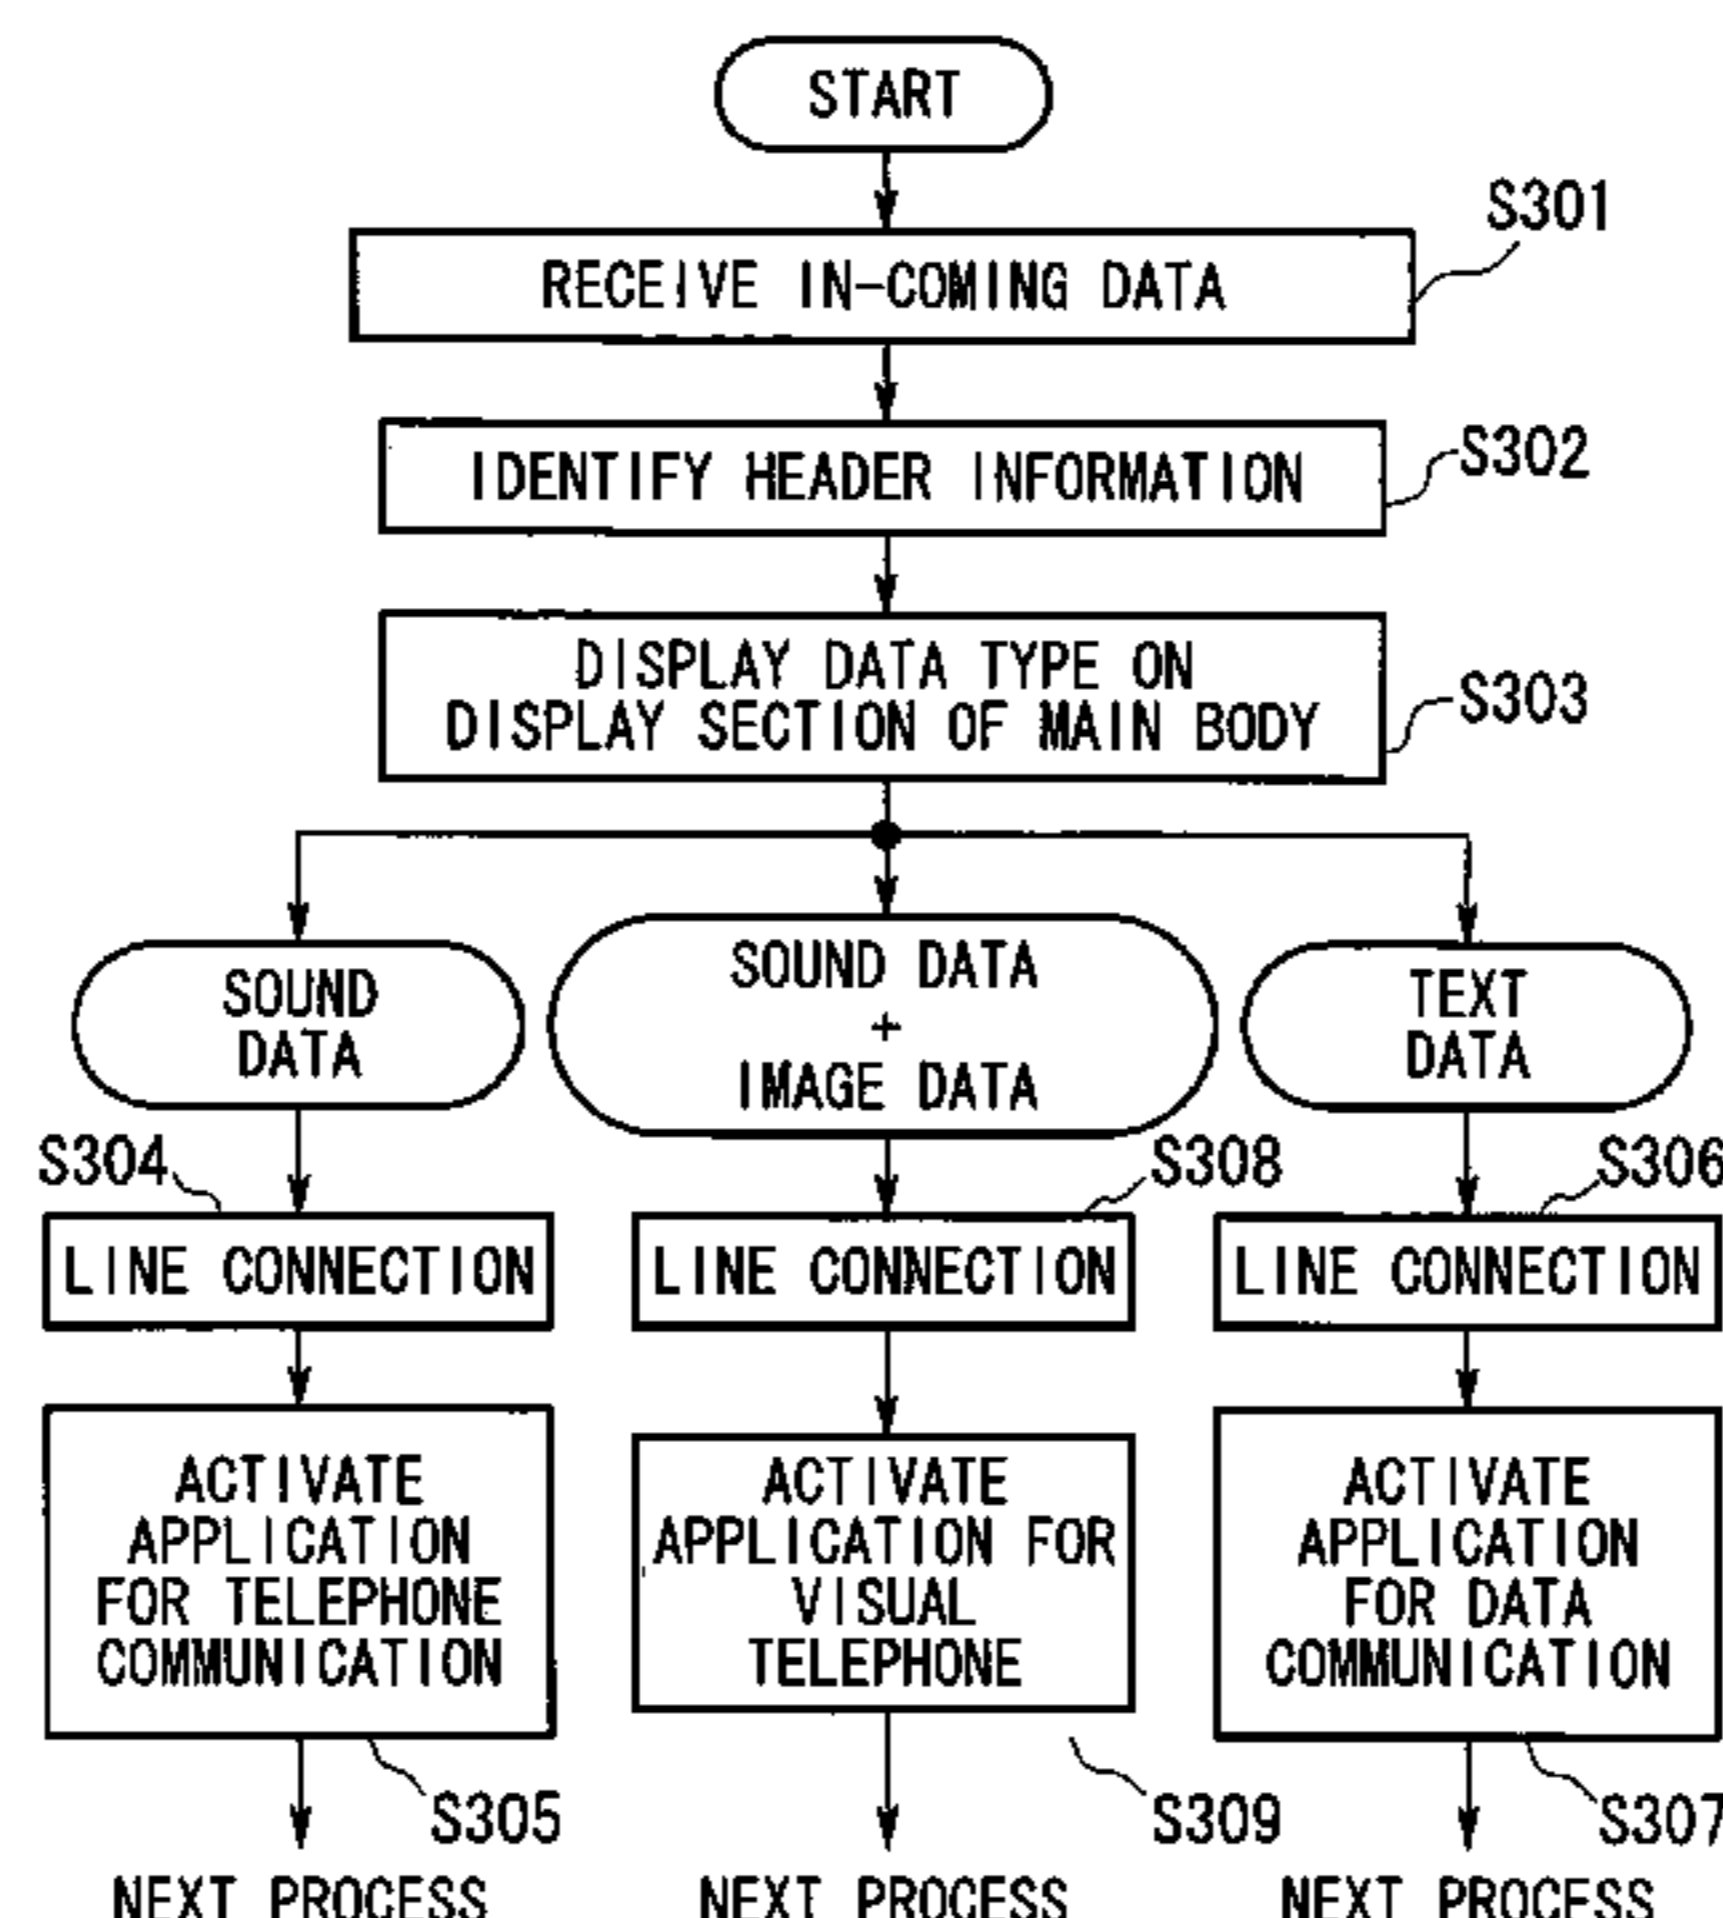 START
S301
RECEIVE IN-COMING DATA
IDENTIFY HEADER INFORMATION
S302
DISPLAY DATA TYPE ON
DISPLAY SECTION OF MAIN BODY
S303
SOUND
DATA
SOUND DATA
+
IMAGE DATA
TEXT
DATA
S304
S308
S306
LINE CONNECTION
LINE CONNECTION
LINE CONNECTION
ACTIVATE
APPLICATION
FOR TELEPHONE
COMMUNICATION
ACTIVATE
APPLICATION FOR
VISUAL
TELEPHONE
ACTIVATE
APPLICATION
FOR DATA
COMMUNICATION
S305
S309
S307
NEXT PROCESS
NEXT PROCESS
NEXT PROCESS